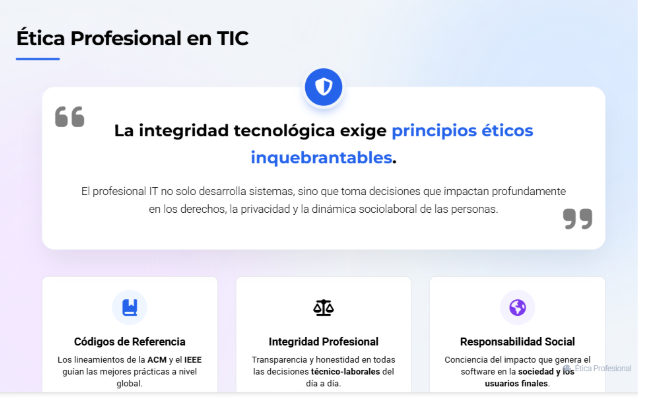 Ética Profesional en TIC
La integridad tecnológica exige principios éticos
inquebrantables.
El profesional IT no solo desarrolla sistemas, sino que toma decisiones que impactan profundamente
en los derechos, la privacidad y la dinámica sociolaboral de las personas.
Códigos de Referencia
Los lineamientos de la ACM y el IEEE
guían las mejores prácticas a nivel
global.
Integridad Profesional
Transparencia y honestidad en todas
las decisiones técnico-laborales del
día a día.
Responsabilidad Social
Conciencia del impacto que genera el
software en la sociedad y los
usuarios finales.
Ética Profesional